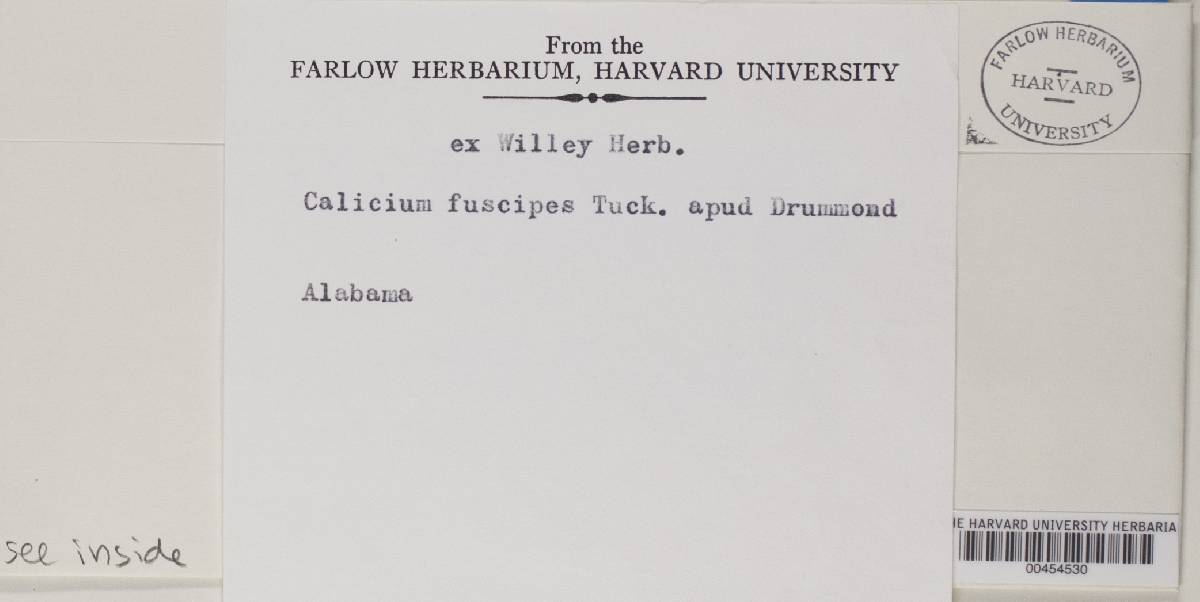 From the
FARLOW HERBARIUM, HARVARD UNIVERSITY
ex Willey Herb.
Calicium fuscipes Tuck. apud Drummond
Alabama
FARLOW HERBARIUM
HARVARD
UNIVERSITY
see inside
HARVARD UNIVERSITY HERBARIA
00454530